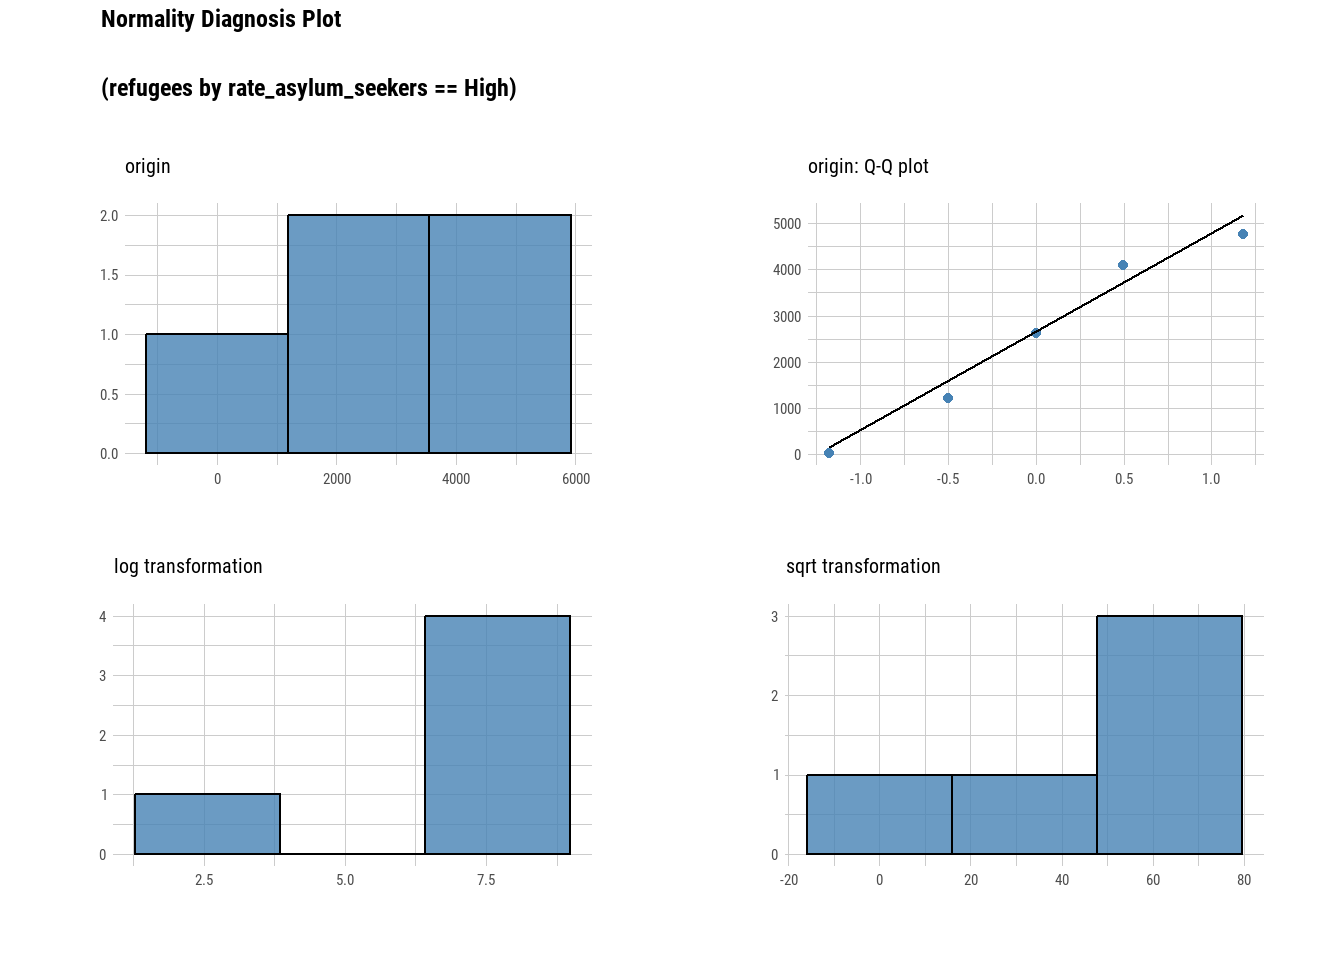 Normality Diagnosis Plot
(refugees by rate_asylum_seekers == High)
origin
2.0
1.5
1.0
0.5
0.0
0 2000 4000 6000
origin: Q-Q plot
5000
4000
3000
2000
1000
0
-1.0 -0.5 0.0 0.5 1.0
log transformation
4
3
2
1
0
2.5 5.0 7.5
sqrt transformation
3
2
1
0
-20 0 20 40 60 80